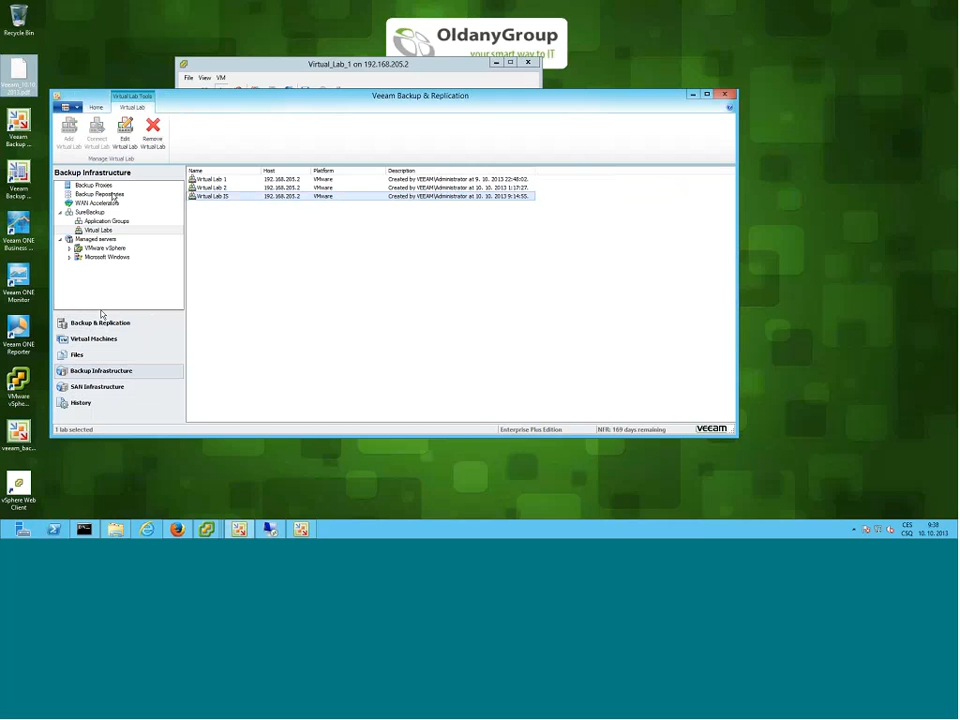 Recycle Bin
OldanyGroup
your smart way to IT
Virtual_Lab_1 on 192.168.205.2
File View VM
Veeam Backup & Replication
Virtual Lab Tools
Home Virtual Lab
Add Virtual Lab
Connect Virtual Lab
Edit Virtual Lab
Remove Virtual Lab
Manage Virtual Lab
Backup Infrastructure
Backup Proxies
Backup Repositories
WAN Accelerators
SureBackup
Application Groups
Virtual Labs
Managed servers
VMware vSphere
Microsoft Windows
Name Host Platform Description
Virtual Lab 1 192.168.205.2 VMware Created by VEEAM\Administrator at 9. 10. 2013 22:48:02.
Virtual Lab 2 192.168.205.2 VMware Created by VEEAM\Administrator at 10. 10. 2013 1:17:27.
Virtual Lab IS 192.168.205.2 VMware Created by VEEAM\Administrator at 10. 10. 2013 9:14:55.
Backup & Replication
Virtual Machines
Files
Backup Infrastructure
SAN Infrastructure
History
1 lab selected
Enterprise Plus Edition
NFR: 169 days remaining
veeam
Veeam Backup ...
Veeam Backup ...
Veeam ONE Business ...
Veeam ONE Monitor
Veeam ONE Reporter
VMware vSphe...
veeam_bac...
vSphere Web Client
CES 9:38
CSQ 10. 10. 2013